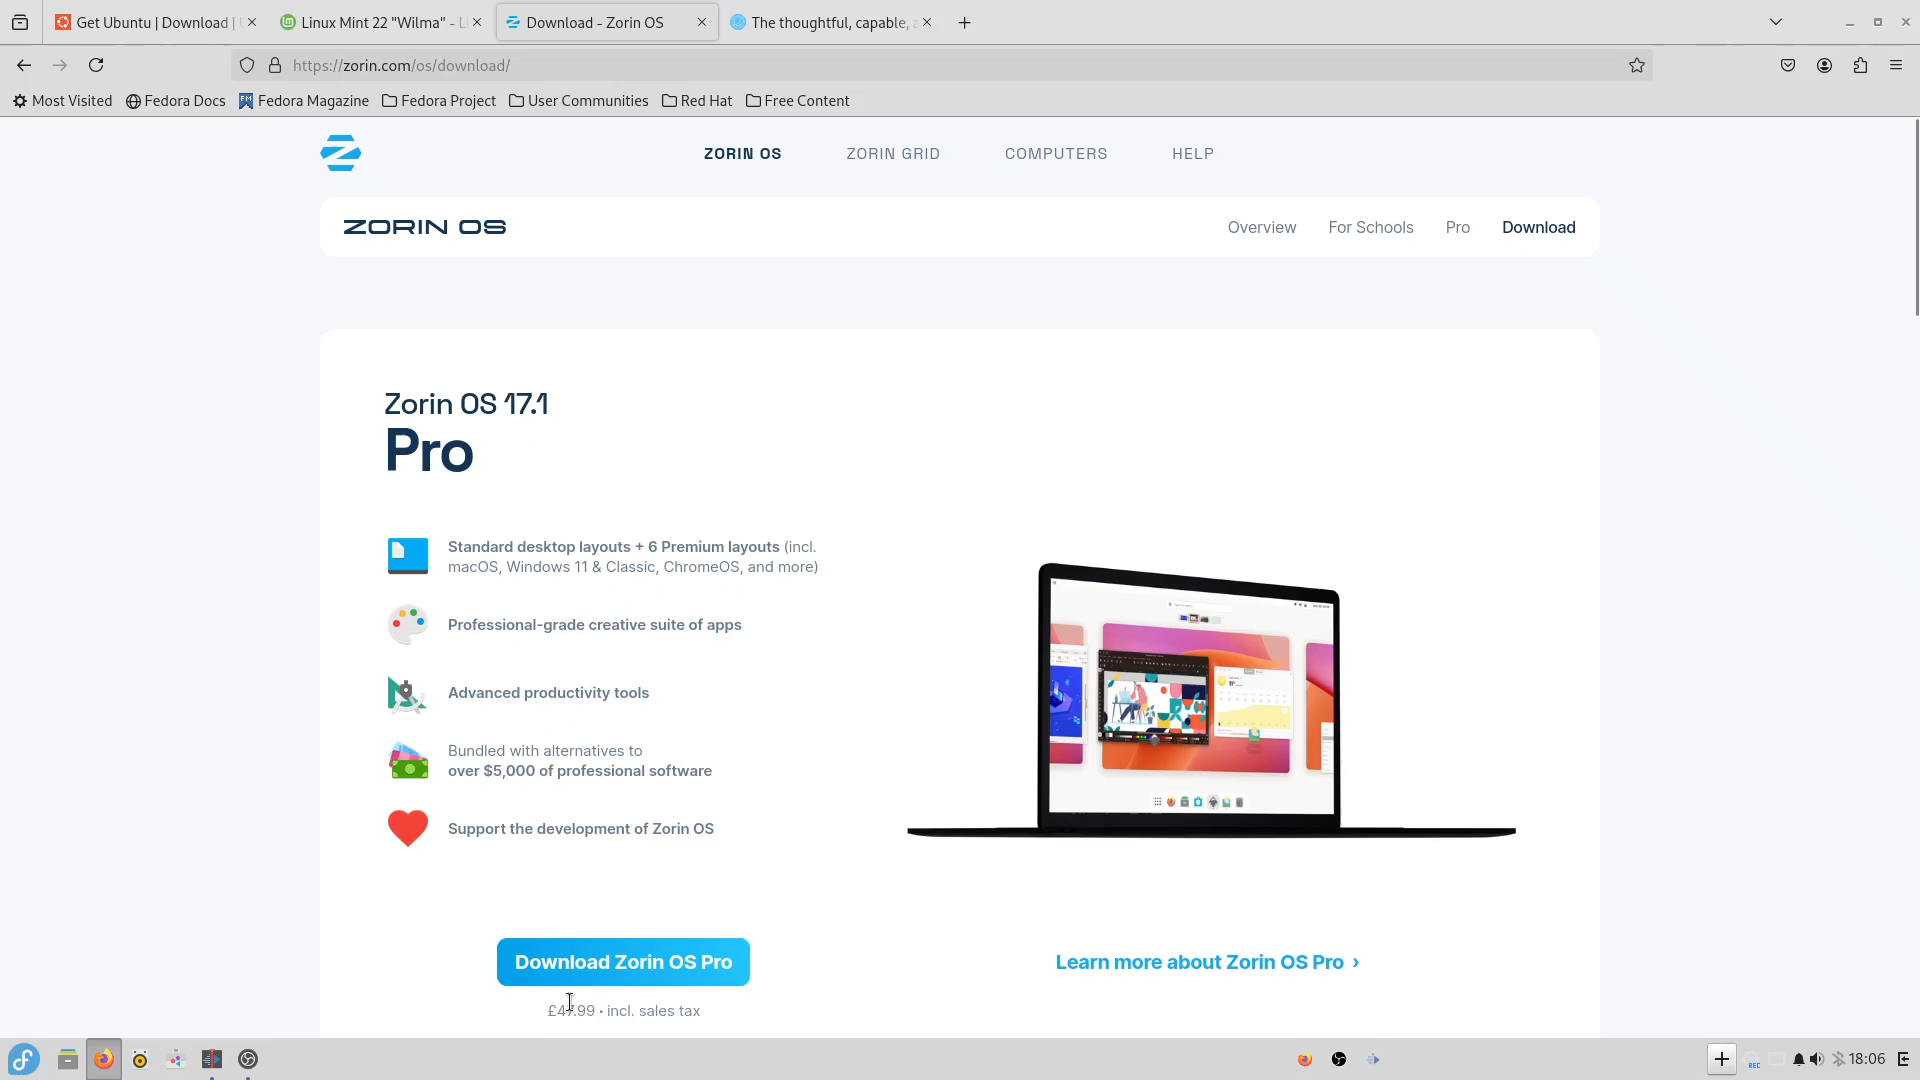 Get Ubuntu | Download |
Linux Mint 22 "Wilma" - L
Download - Zorin OS
The thoughtful, capable, a
https://zorin.com/os/download/
Most Visited
Fedora Docs
Fedora Magazine
Fedora Project
User Communities
Red Hat
Free Content
ZORIN OS
ZORIN GRID
COMPUTERS
HELP
ZORIN OS
Overview
For Schools
Pro
Download
Zorin OS 17.1
Pro
Standard desktop layouts + 6 Premium layouts (incl.
macOS, Windows 11 & Classic, ChromeOS, and more)
Professional-grade creative suite of apps
Advanced productivity tools
Bundled with alternatives to
over $5,000 of professional software
Support the development of Zorin OS
Download Zorin OS Pro
£47.99 • incl. sales tax
Learn more about Zorin OS Pro ›
REC
18:06